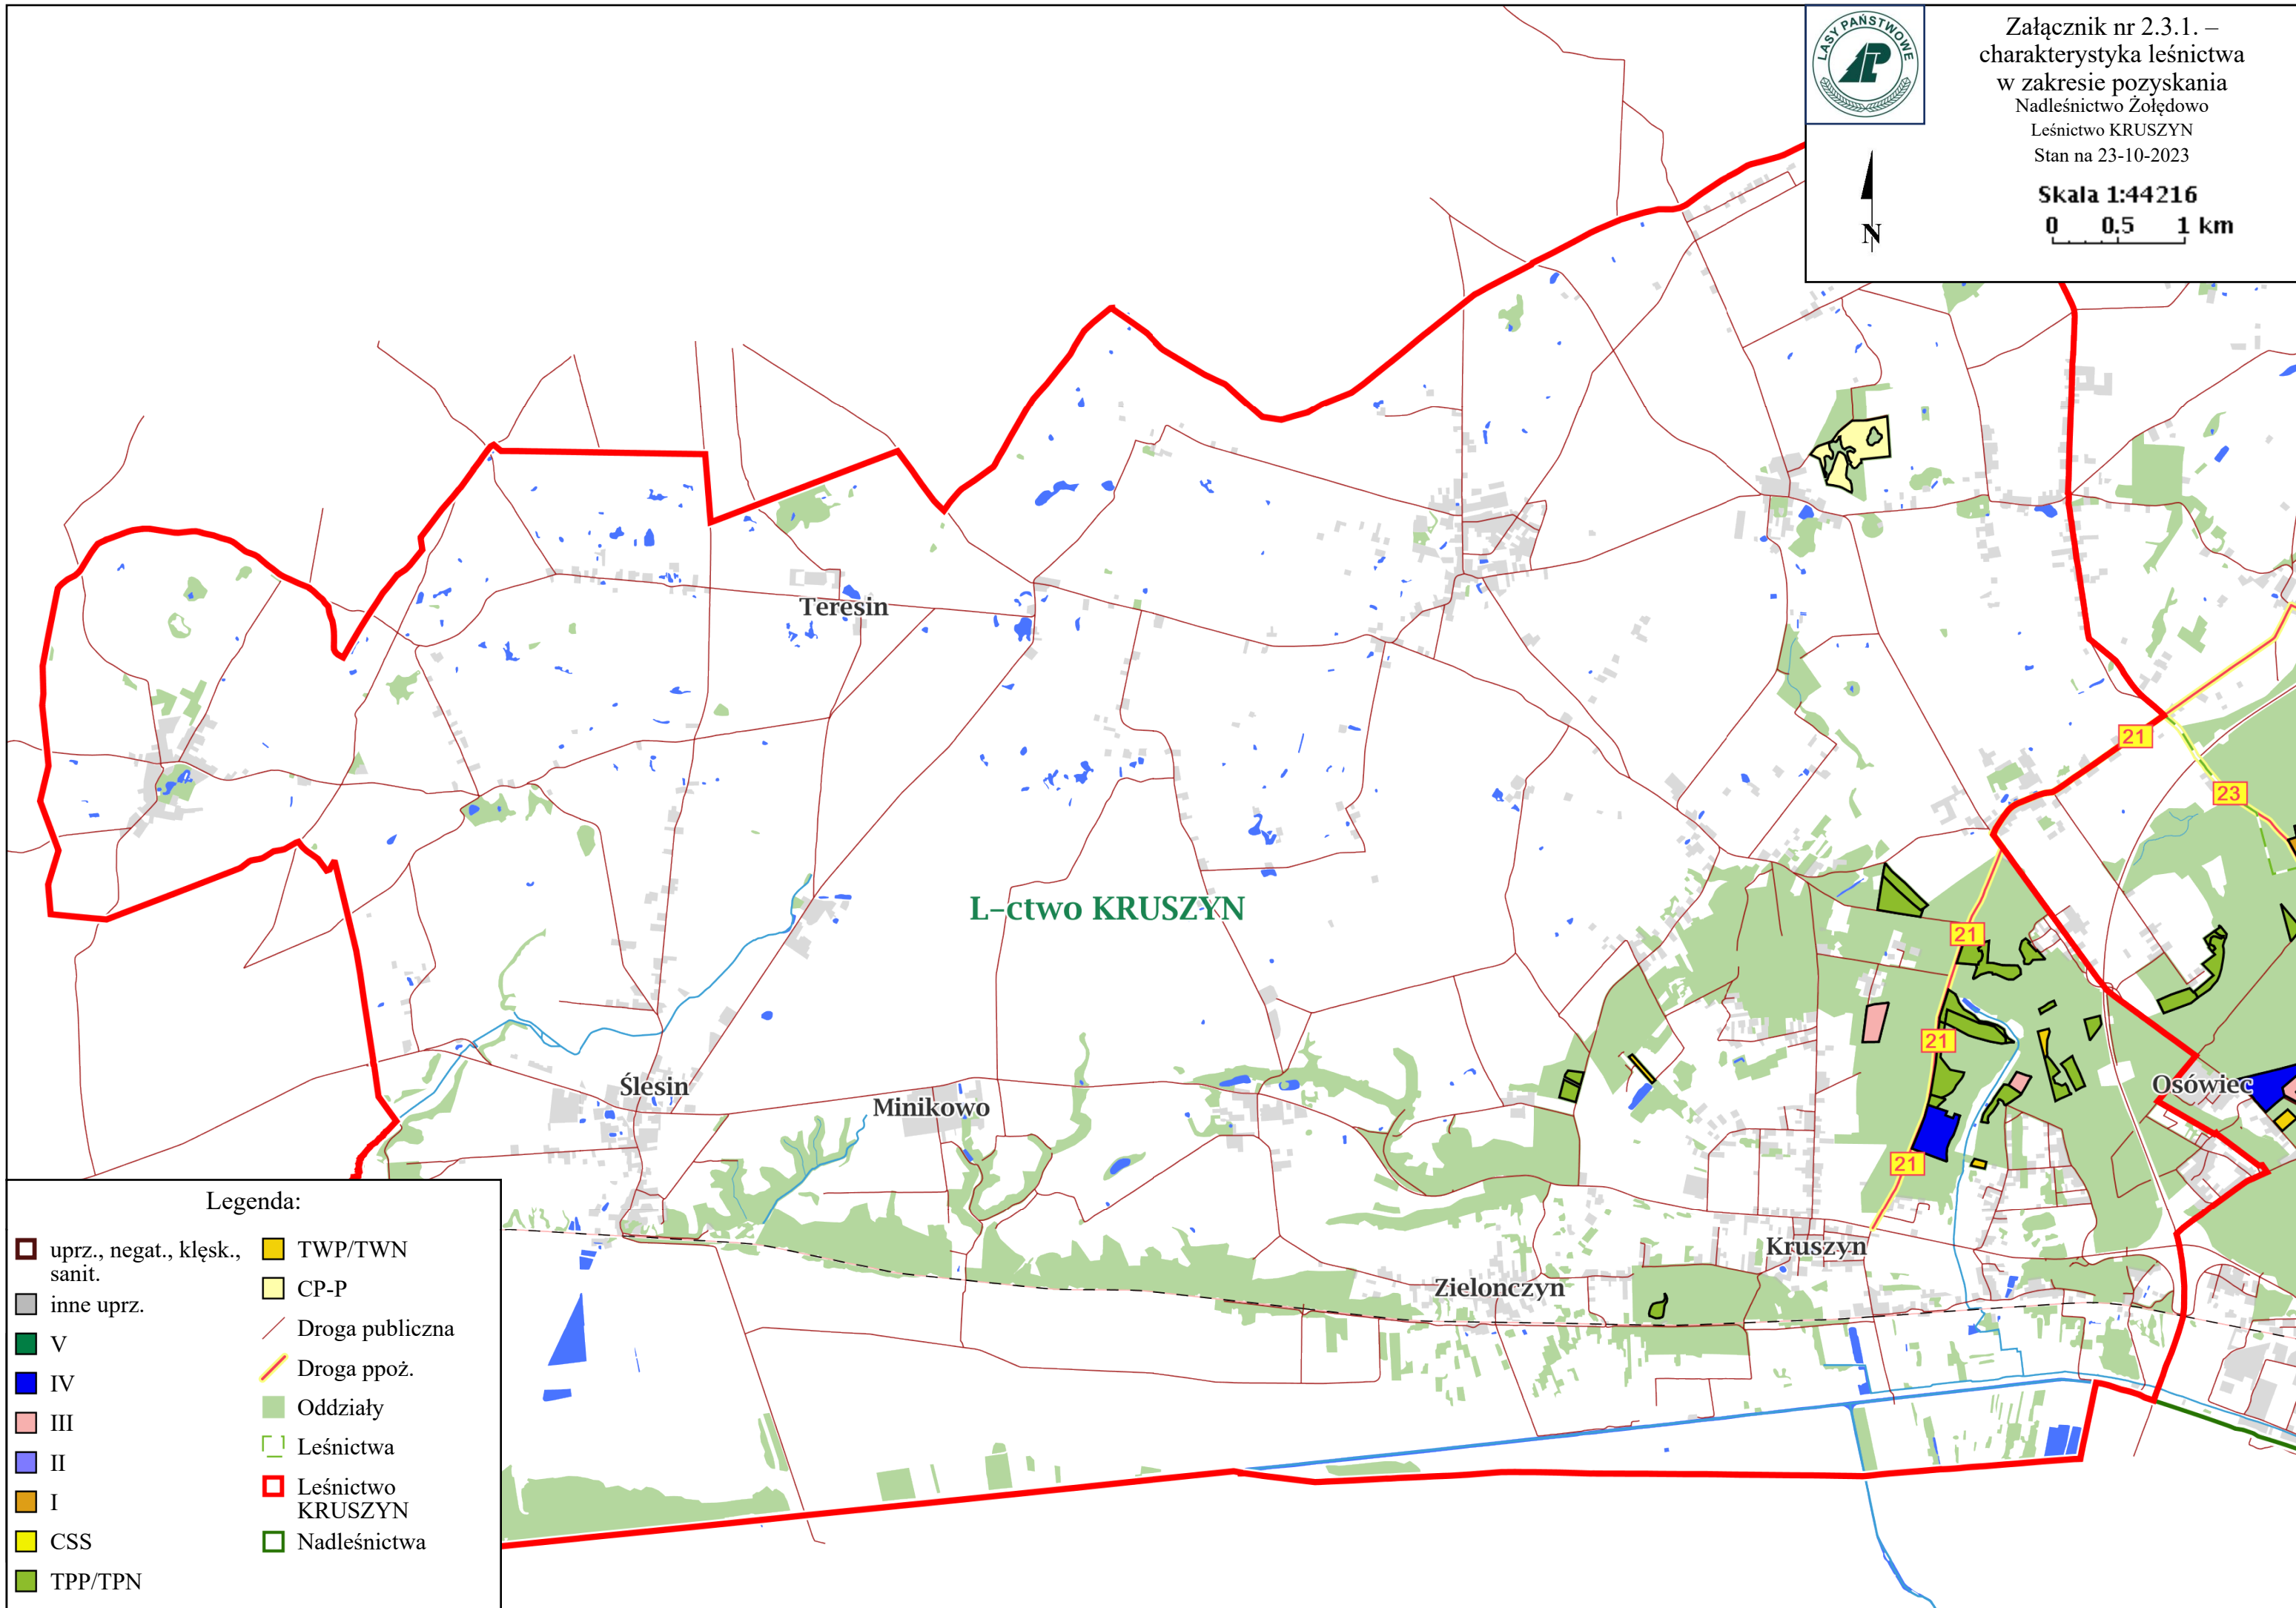 LASY PAŃSTWOWE
LP
Załącznik nr 2.3.1. –
charakterystyka leśnictwa
w zakresie pozyskania
Nadleśnictwo Żołędowo
Leśnictwo KRUSZYN
Stan na 23-10-2023
N
Skala 1:44216
0 0.5 1 km
Teresin
21
23
L-ctwo KRUSZYN
21
21
Osówiec
Ślesin
Minikowo
21
Kruszyn
Zielonczyn
Legenda:
uprz., negat., klęsk.,
sanit.
inne uprz.
V
IV
III
II
I
CSS
TPP/TPN
TWP/TWN
CP-P
Droga publiczna
Droga ppoż.
Oddziały
Leśnictwa
Leśnictwo
KRUSZYN
Nadleśnictwa